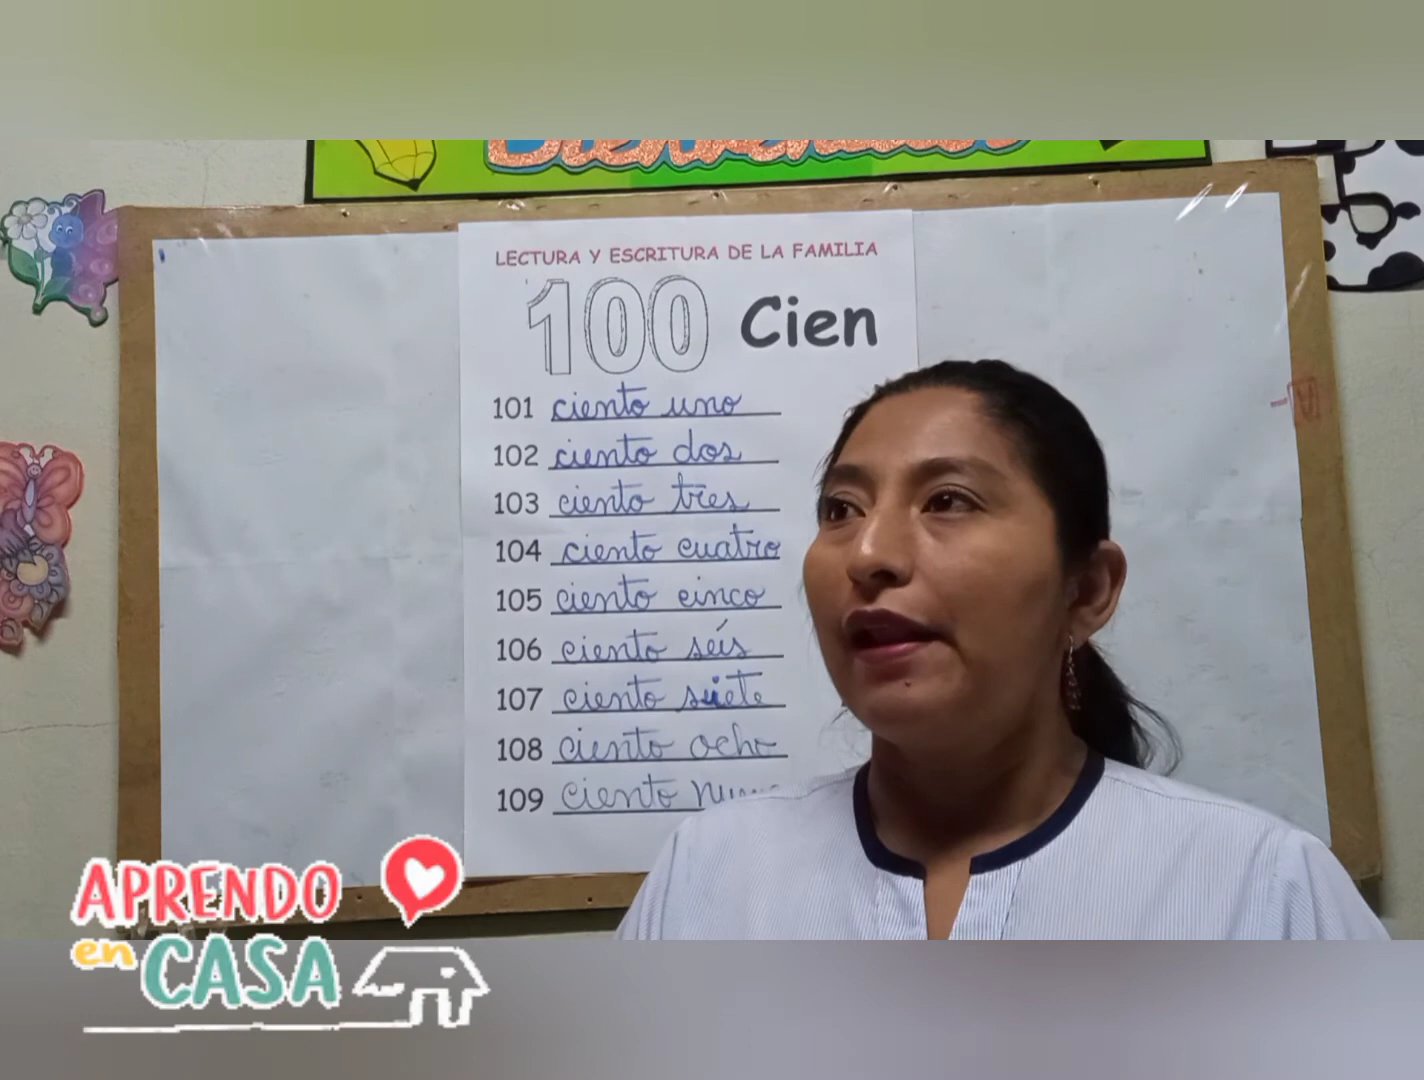 Bienvenidos
LECTURA Y ESCRITURA DE LA FAMILIA
100 Cien
101 ciento uno
102 ciento dos
103 ciento tres
104 ciento cuatro
105 ciento cinco
106 ciento séis
107 ciento siete
108 ciento ocho
109 ciento
APRENDO
en CASA